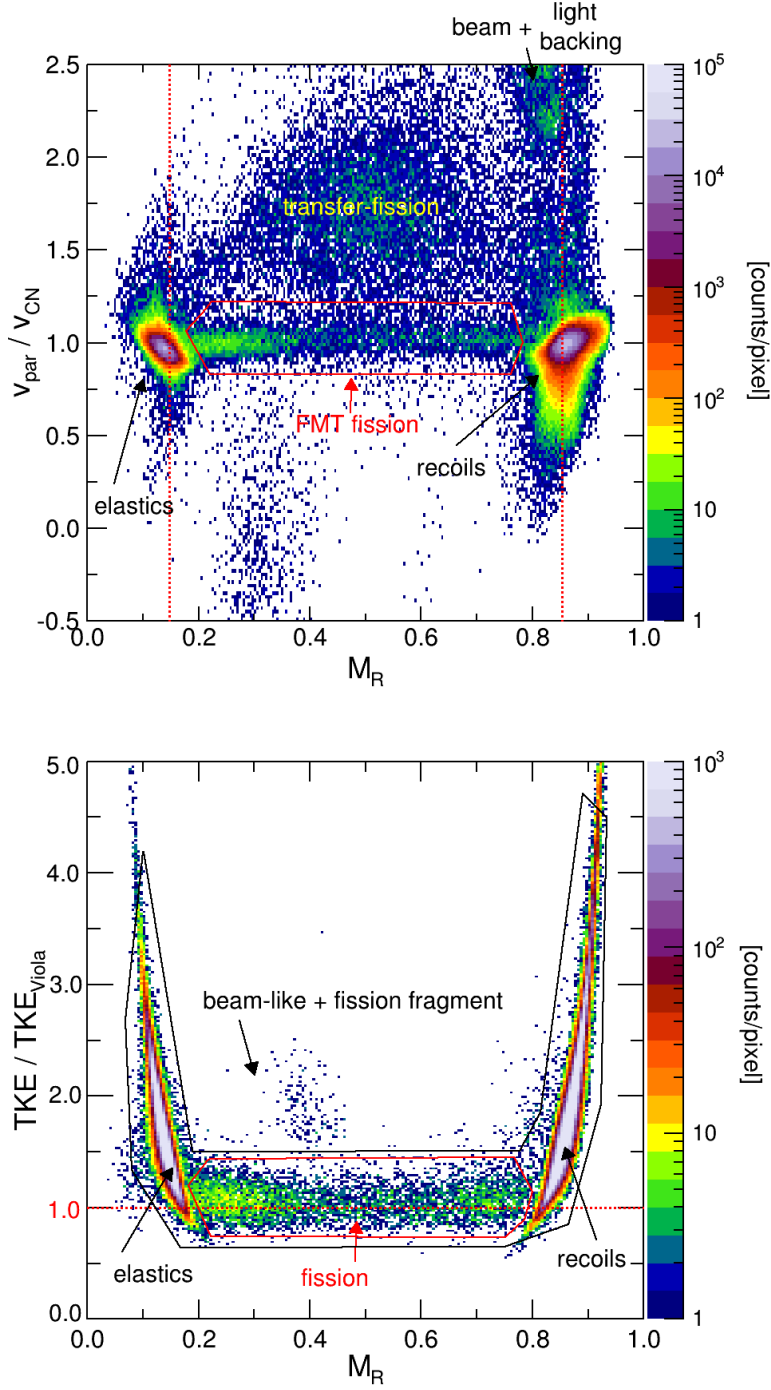 beam + light
backing
2.5
2.0
1.5
1.0
0.5
0.0
-0.5
v_par / v_CN
transfer-fission
FMT fission
elastics
recoils
0.0 0.2 0.4 0.6 0.8 1.0
M_R
10^5
10^4
10^3
10^2
10
1
[counts/pixel]
5.0
4.0
3.0
2.0
1.0
0.0
TKE / TKE_Viola
beam-like + fission fragment
elastics
fission
recoils
0.0 0.2 0.4 0.6 0.8 1.0
M_R
10^3
10^2
10
1
[counts/pixel]